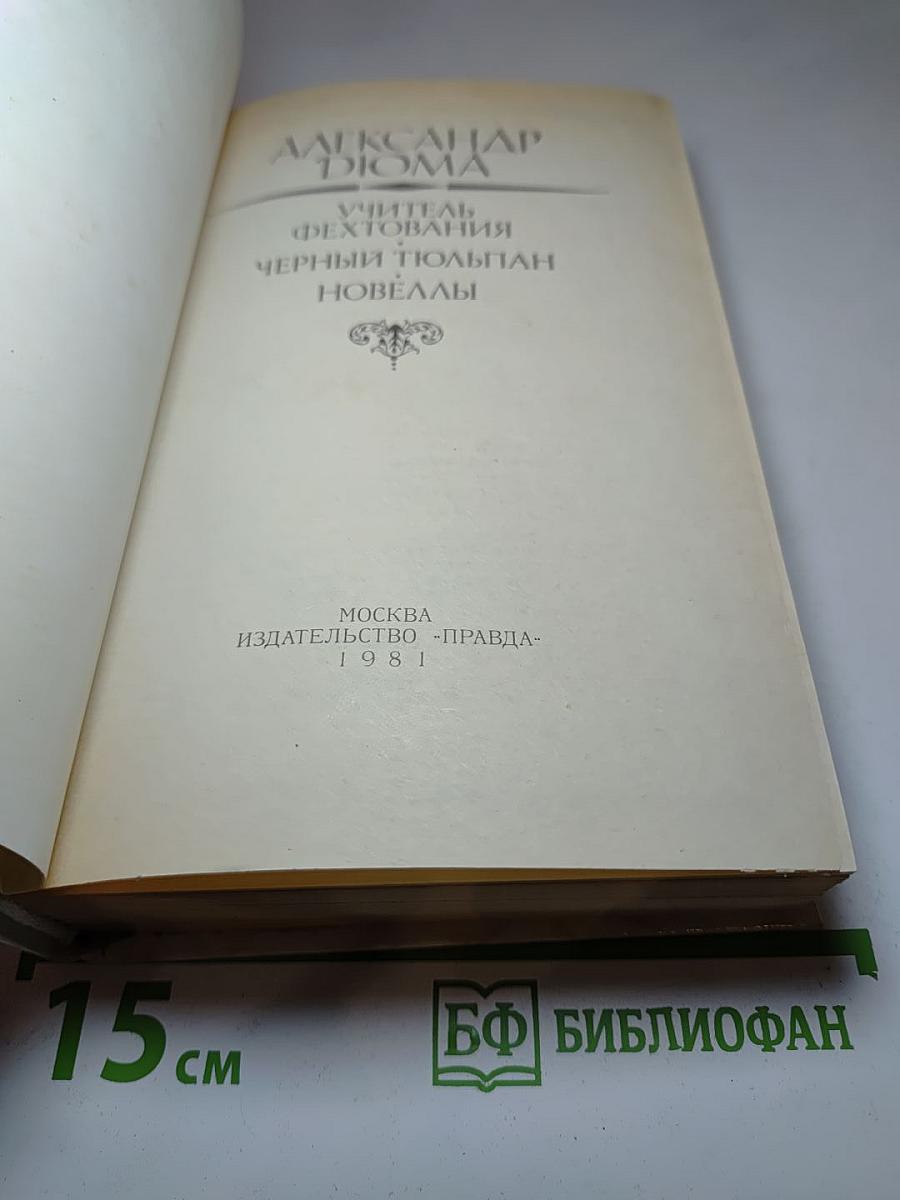 АЛЕКСАНДР
ДЮМА
УЧИТЕЛЬ
ФЕХТОВАНИЯ
ЧЕРНЫЙ ТЮЛЬПАН
НОВЕЛЛЫ
МОСКВА
ИЗДАТЕЛЬСТВО «ПРАВДА»
1981
15 см
БФ БИБЛИОФАН